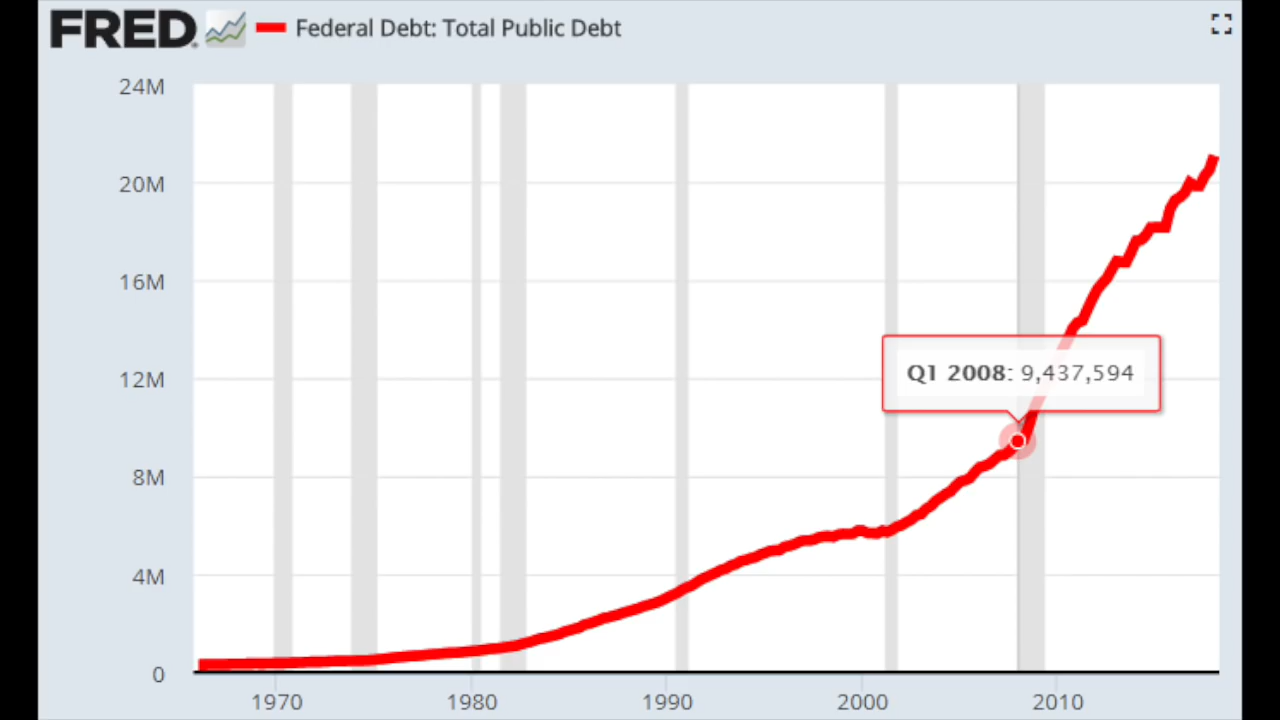 FRED
Federal Debt: Total Public Debt
24M
20M
16M
12M
8M
4M
0
Q1 2008: 9,437,594
1970 1980 1990 2000 2010